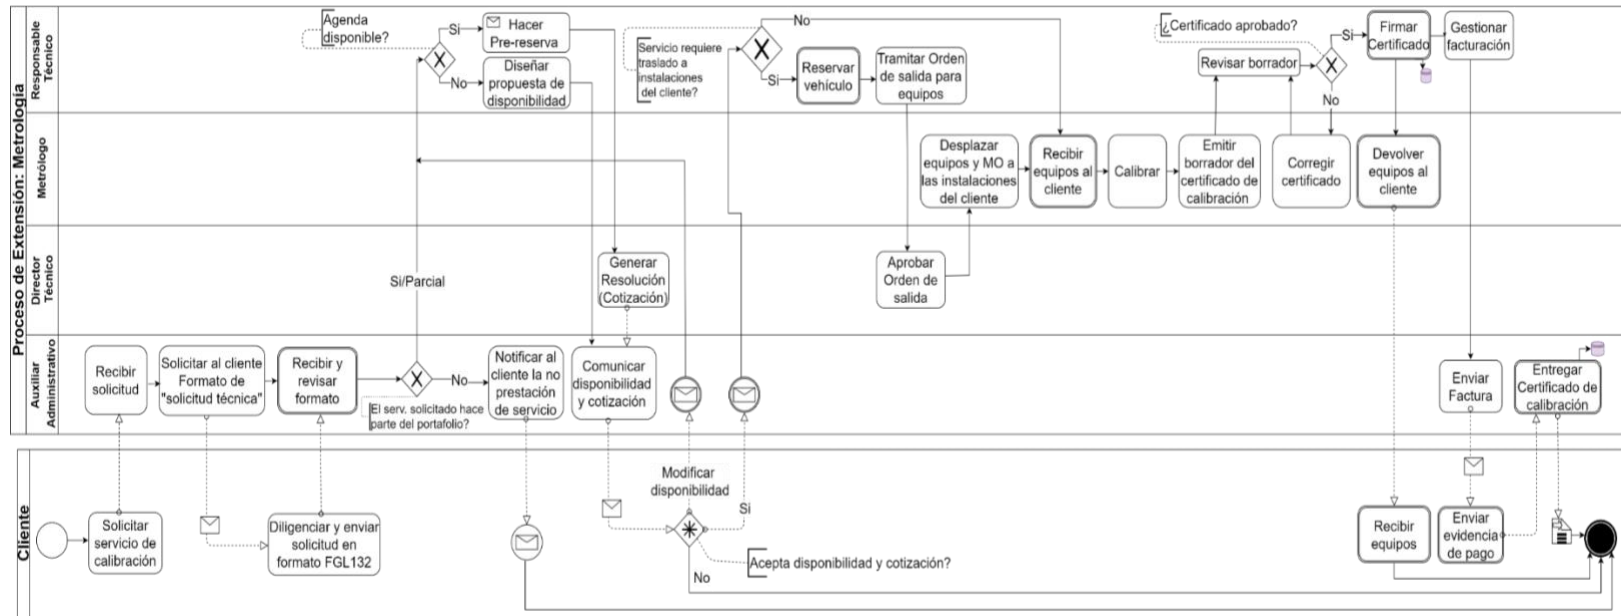 Proceso de Extensión: Metrología
Responsable
Técnico
Agenda
disponible?
Si
Hacer
Pre-reserva
No
Diseñar
propuesta de
disponibilidad
Servicio requiere
traslado a
instalaciones
del cliente?
No
Si
Reservar
vehículo
Tramitar Orden
de salida para
equipos
¿Certificado aprobado?
Revisar borrador
Si
No
Firmar
Certificado
Gestionar
facturación
Metrólogo
Desplazar
equipos y MO a
las instalaciones
del cliente
Recibir
equipos al
cliente
Calibrar
Emitir
borrador del
certificado de
calibración
Corregir
certificado
Devolver
equipos al
cliente
Director
Técnico
Si/Parcial
Generar
Resolución
(Cotización)
Aprobar
Orden de
salida
Auxiliar
Administrativo
Recibir
solicitud
Solicitar al cliente
Formato de
"solicitud técnica"
Recibir y
revisar
formato
No
El serv. solicitado hace
parte del portafolio?
Notificar al
cliente la no
prestación
de servicio
Comunicar
disponibilidad
y cotización
Enviar
Factura
Entregar
Certificado de
calibración
Cliente
Solicitar
servicio de
calibración
Diligenciar y enviar
solicitud en
formato FGL132
Modificar
disponibilidad
Si
No
Acepta disponibilidad y cotización?
Recibir
equipos
Enviar
evidencia
de pago